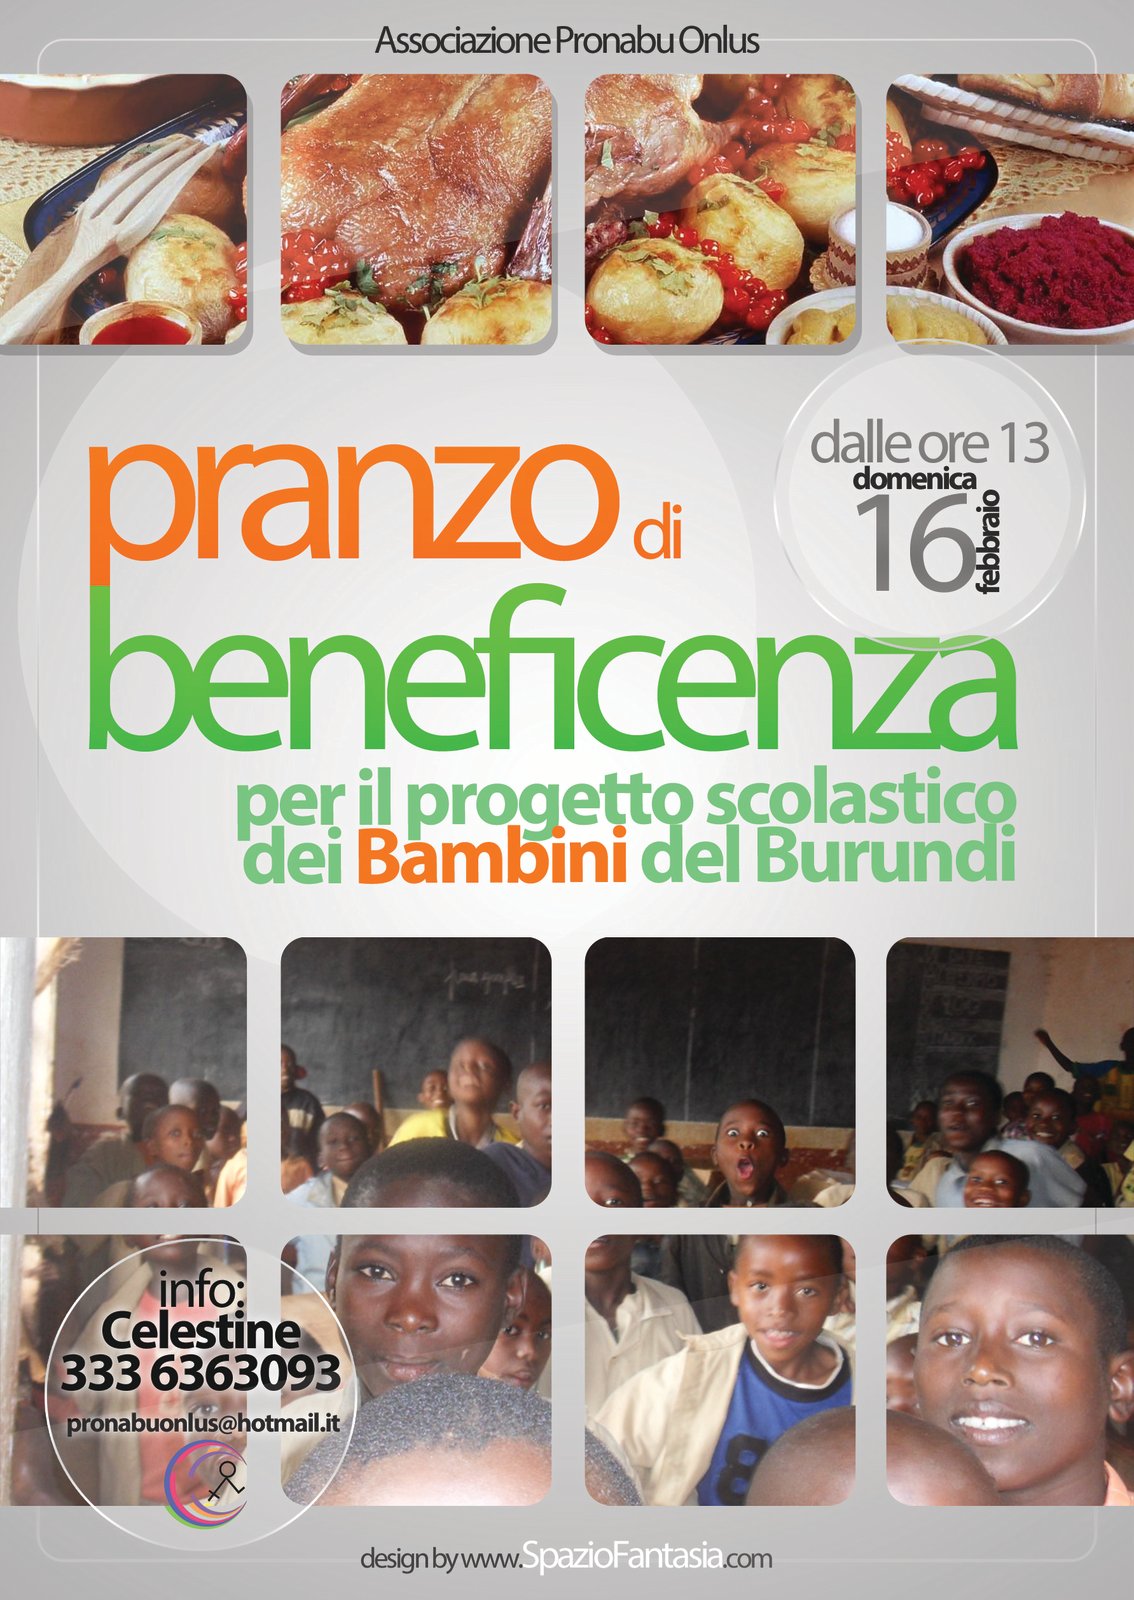 Associazione Pronabu Onlus
dalle ore 13
domenica
16 febbraio
pranzo di
beneficenza
per il progetto scolastico
dei Bambini del Burundi
info:
Celestine
333 6363093
pronabuonlus@hotmail.it
design by www.SpazioFantasia.com